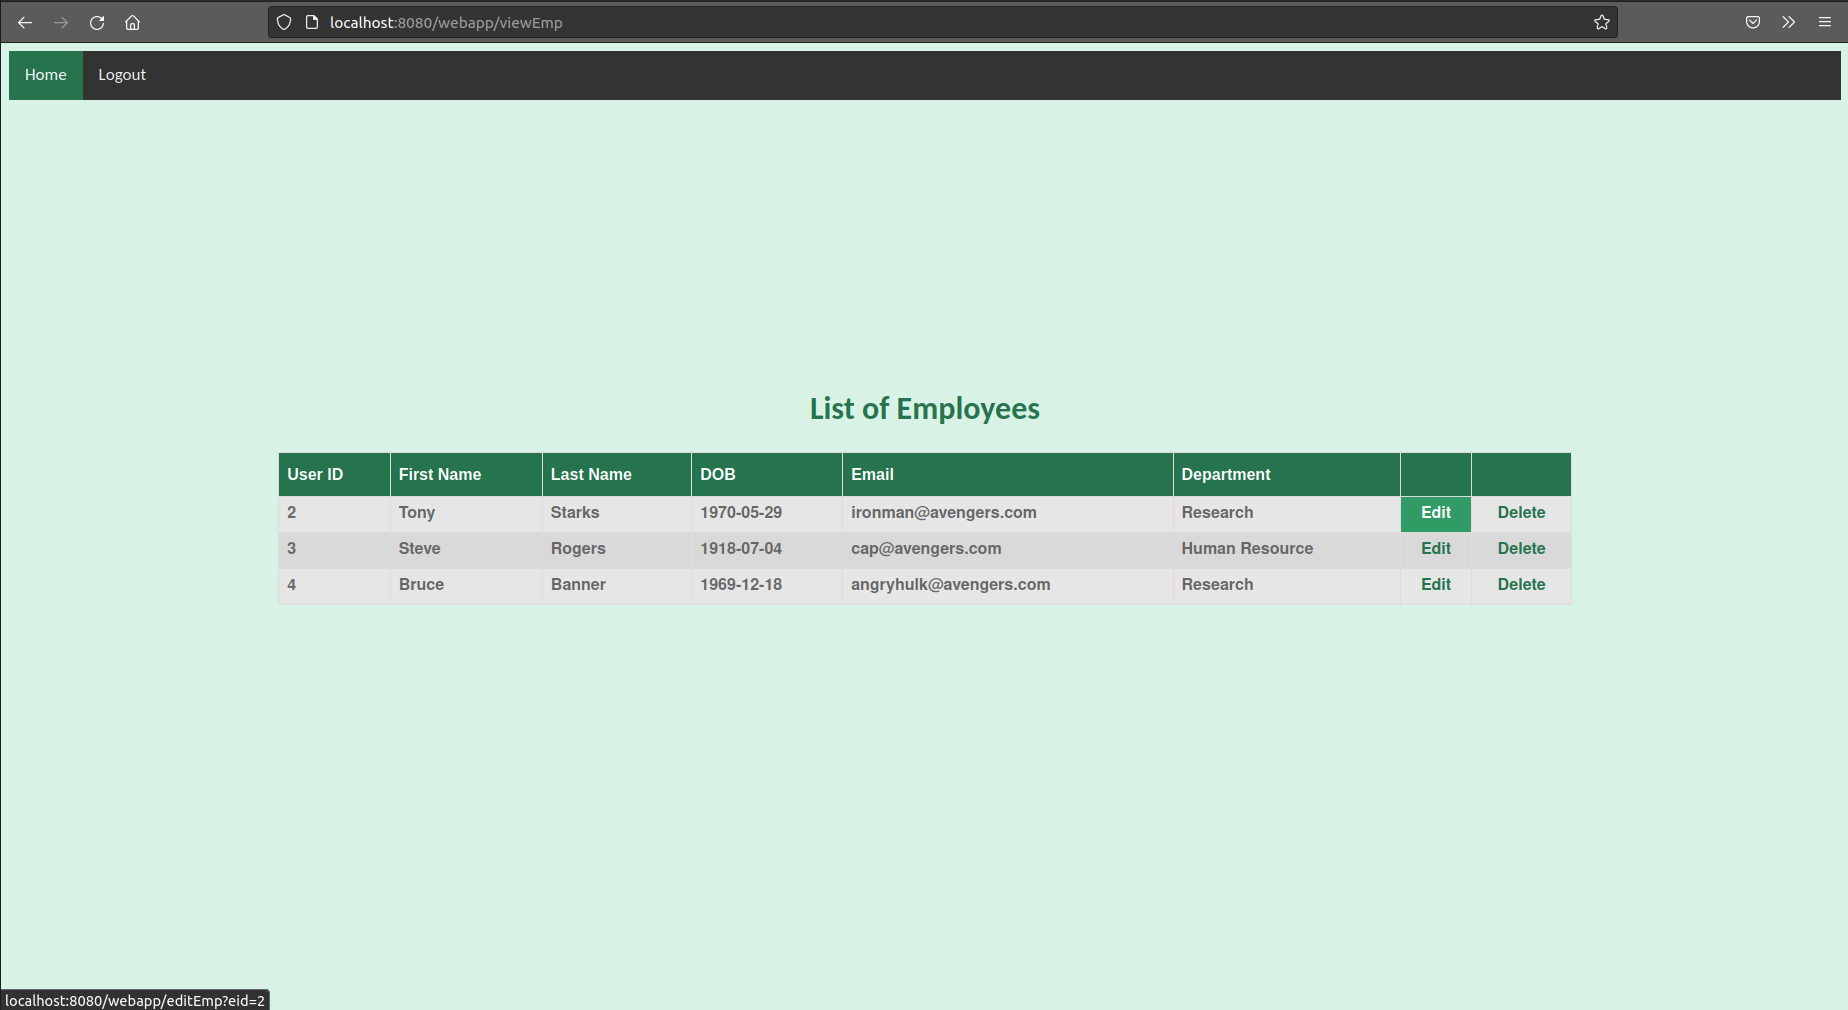 localhost:8080/webapp/viewEmp
Home Logout
List of Employees
User ID First Name Last Name DOB Email Department
2 Tony Starks 1970-05-29 ironman@avengers.com Research Edit Delete
3 Steve Rogers 1918-07-04 cap@avengers.com Human Resource Edit Delete
4 Bruce Banner 1969-12-18 angryhulk@avengers.com Research Edit Delete
localhost:8080/webapp/editEmp?eid=2